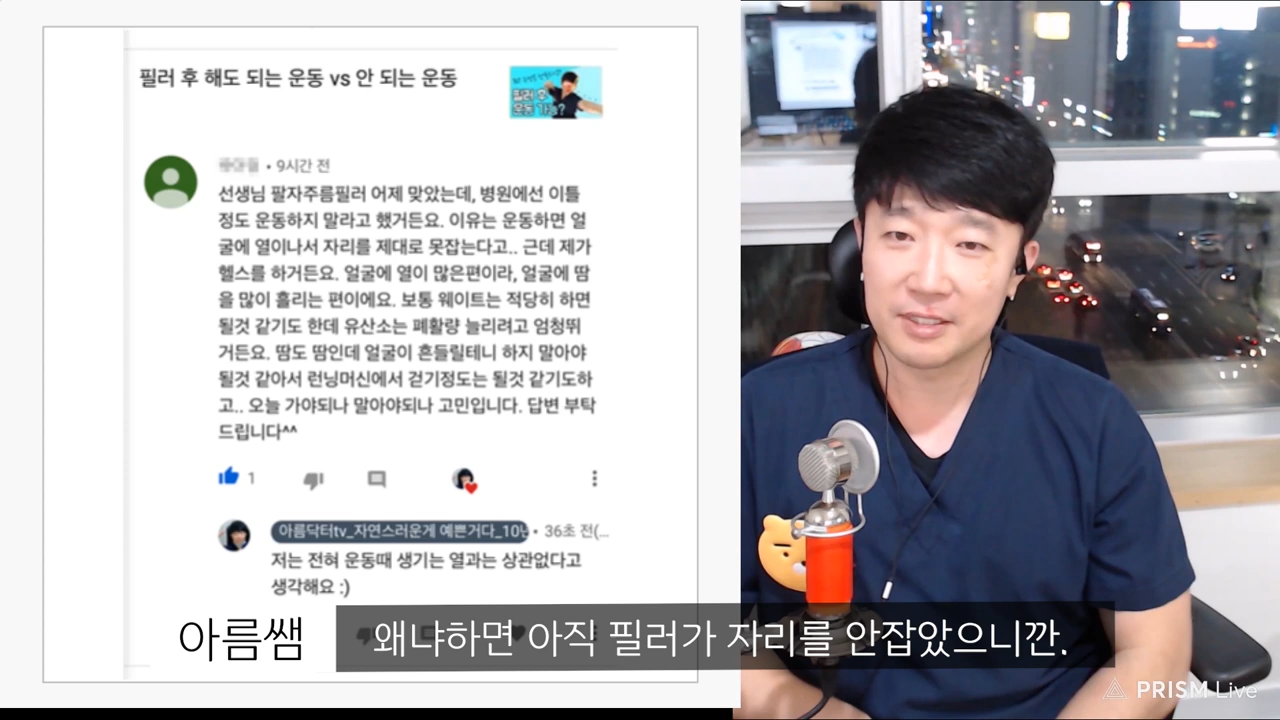 필러 후 해도 되는 운동 vs 안 되는 운동
필러 후
운동 가능?
• 9시간 전
선생님 팔자주름필러 어제 맞았는데, 병원에선 이틀
정도 운동하지 말라고 했거든요. 이유는 운동하면 얼
굴에 열이나서 자리를 제대로 못잡는다고.. 근데 제가
헬스를 하거든요. 얼굴에 열이 많은편이라, 얼굴에 땀
을 많이 흘리는 편이에요. 보통 웨이트는 적당히 하면
될것 같기도 한데 유산소는 폐활량 늘리려고 엄청뛰
거든요. 땀도 땀인데 얼굴이 흔들릴테니 하지 말아야
될것 같아서 런닝머신에서 걷기정도는 될것 같기도하
고.. 오늘 가야되나 말아야되나 고민입니다. 답변 부탁
드립니다^^
1
아름닥터tv_자연스러운게 예쁜거다_10년 • 36초 전(...
저는 전혀 운동때 생기는 열과는 상관없다고
생각해요 :)
아름쌤
왜냐하면 아직 필러가 자리를 안잡았으니깐.
PRISM Live